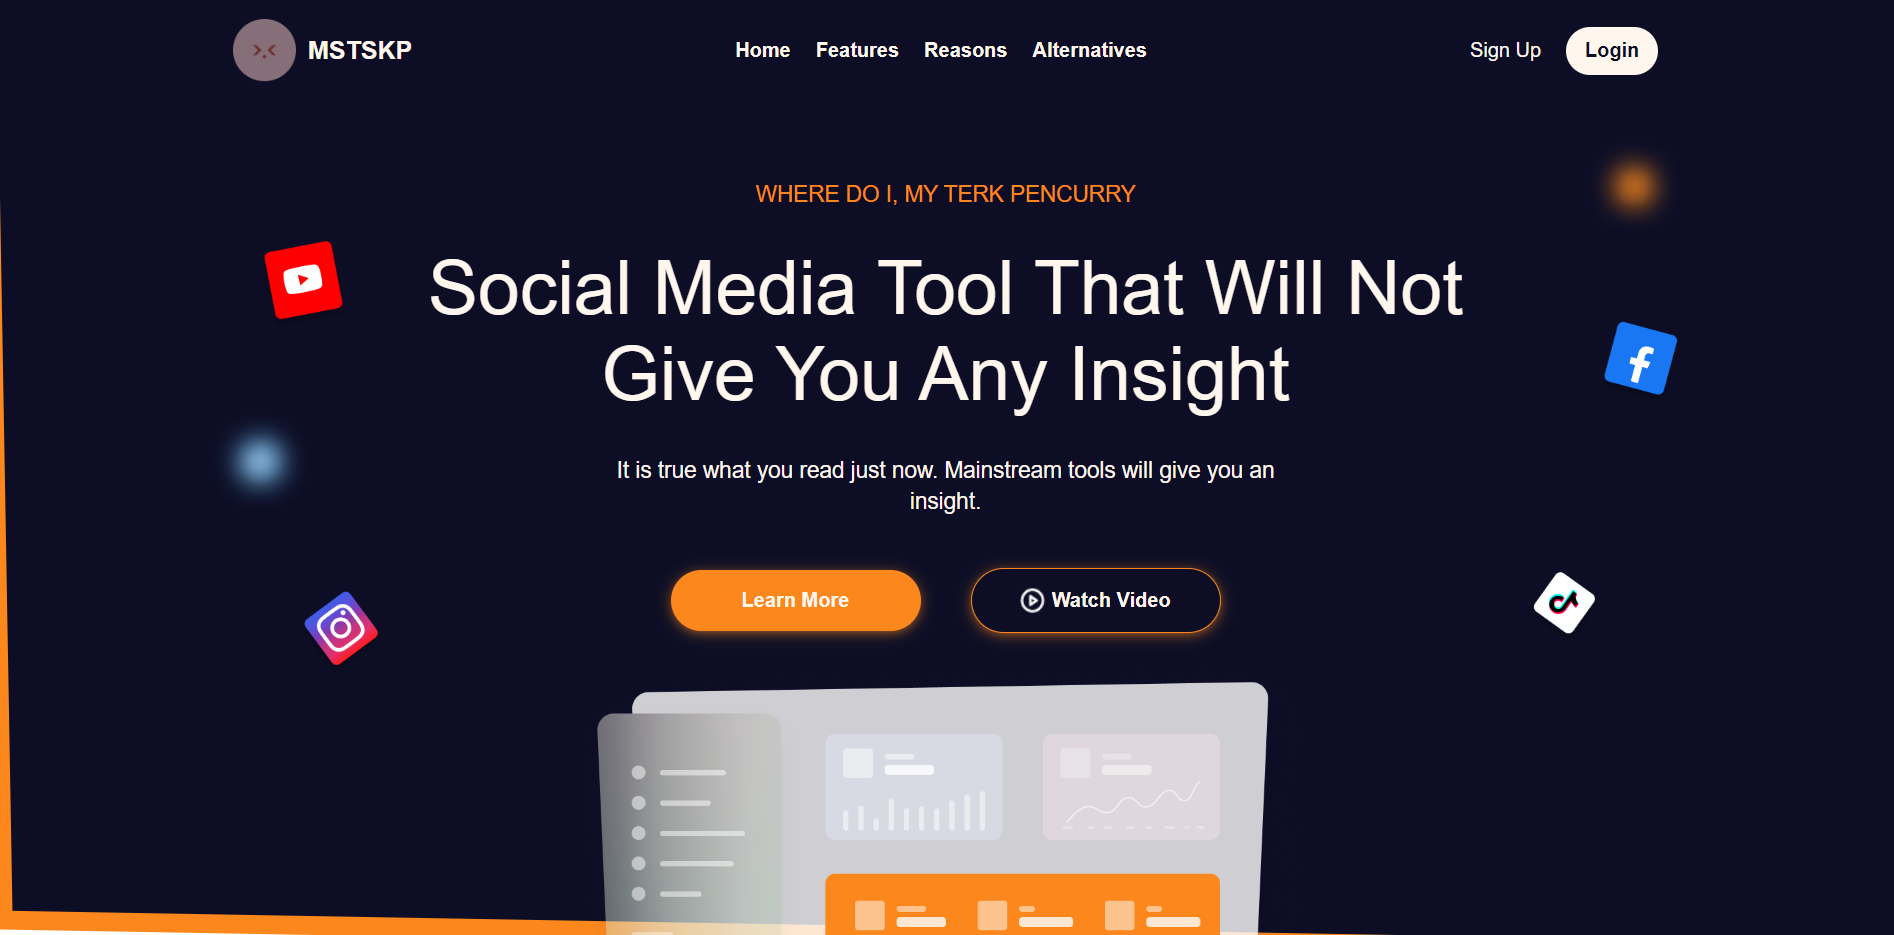 MSTSKP
Home Features Reasons Alternatives
Sign Up Login
WHERE DO I, MY TERK PENCURRY
Social Media Tool That Will Not
Give You Any Insight
It is true what you read just now. Mainstream tools will give you an
insight.
Learn More
Watch Video